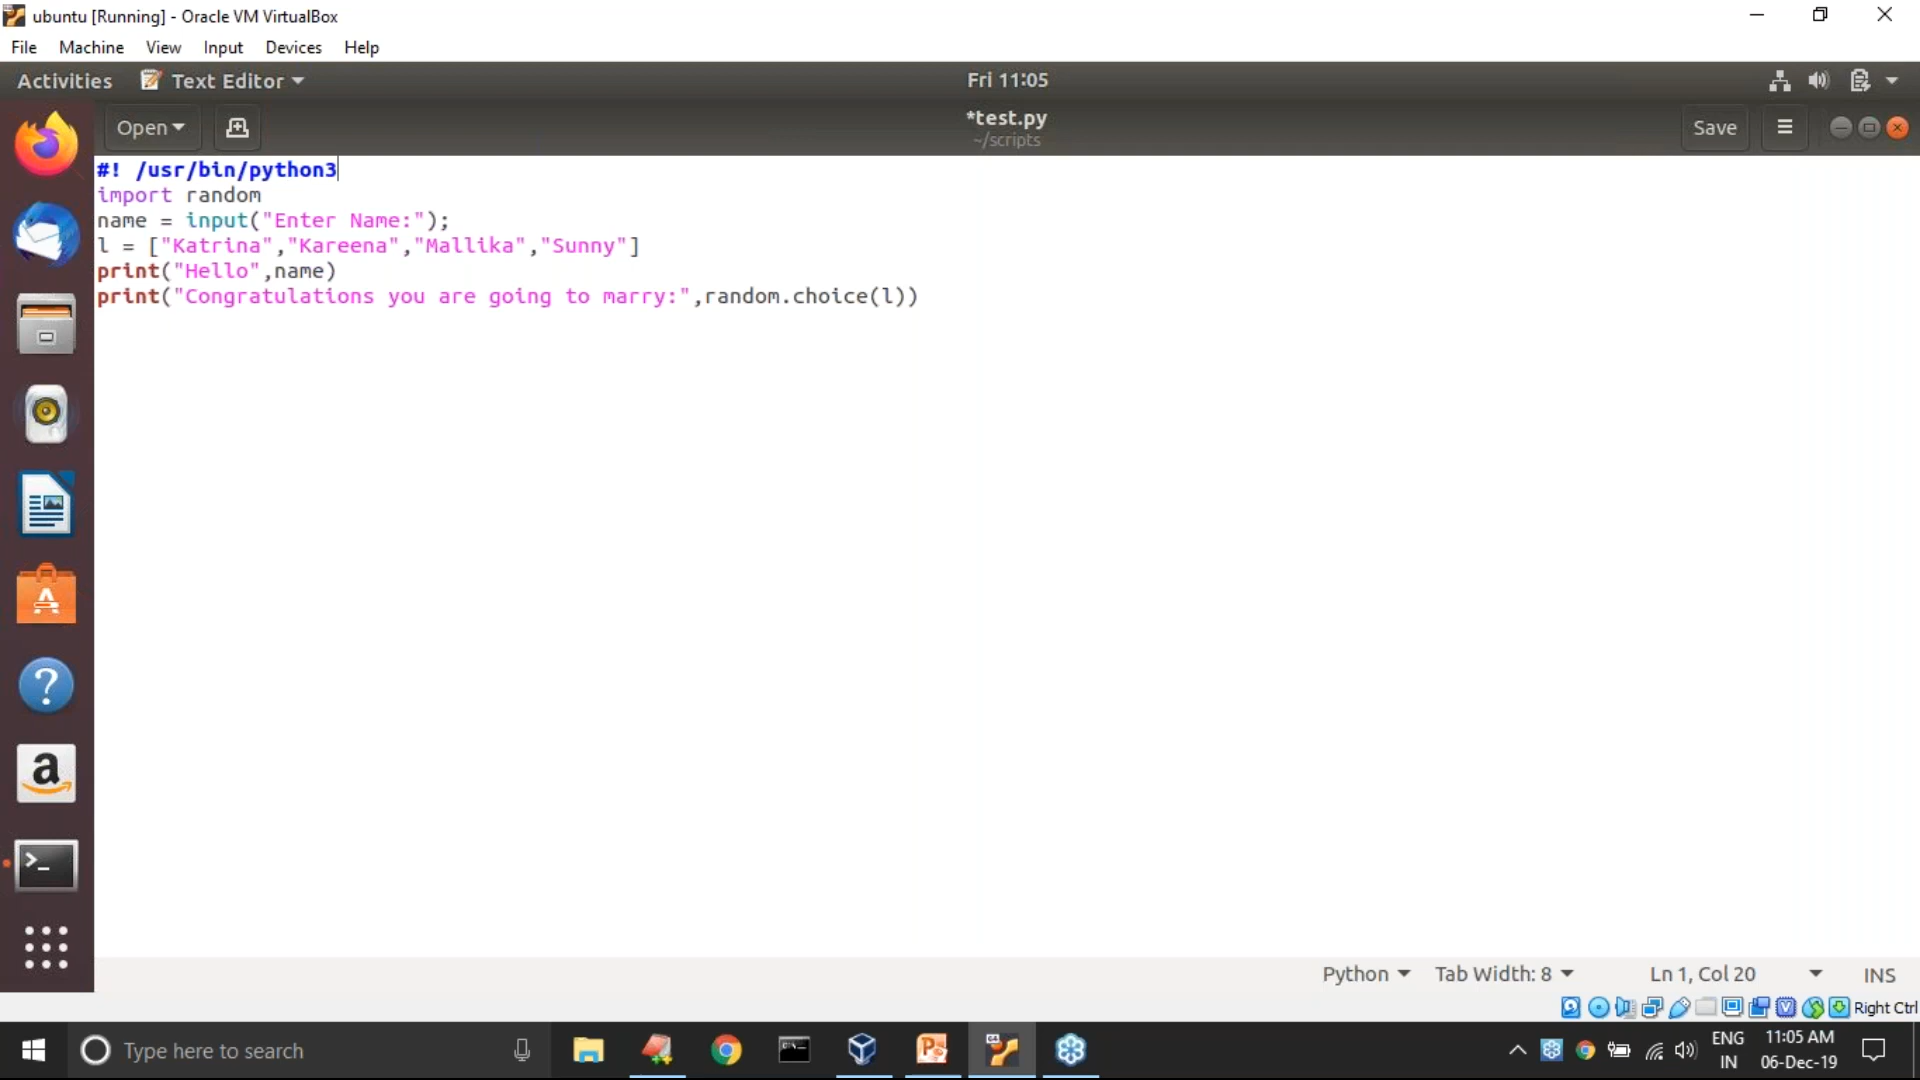 ubuntu [Running] - Oracle VM VirtualBox
File Machine View Input Devices Help
Activities Text Editor Fri 11:05
Open *test.py Save
~/scripts
#! /usr/bin/python3
import random
name = input("Enter Name:");
l = ["Katrina","Kareena","Mallika","Sunny"]
print("Hello",name)
print("Congratulations you are going to marry:",random.choice(l))
Python Tab Width: 8 Ln 1, Col 20 INS
Right Ctrl
Type here to search
ENG 11:05 AM
IN 06-Dec-19